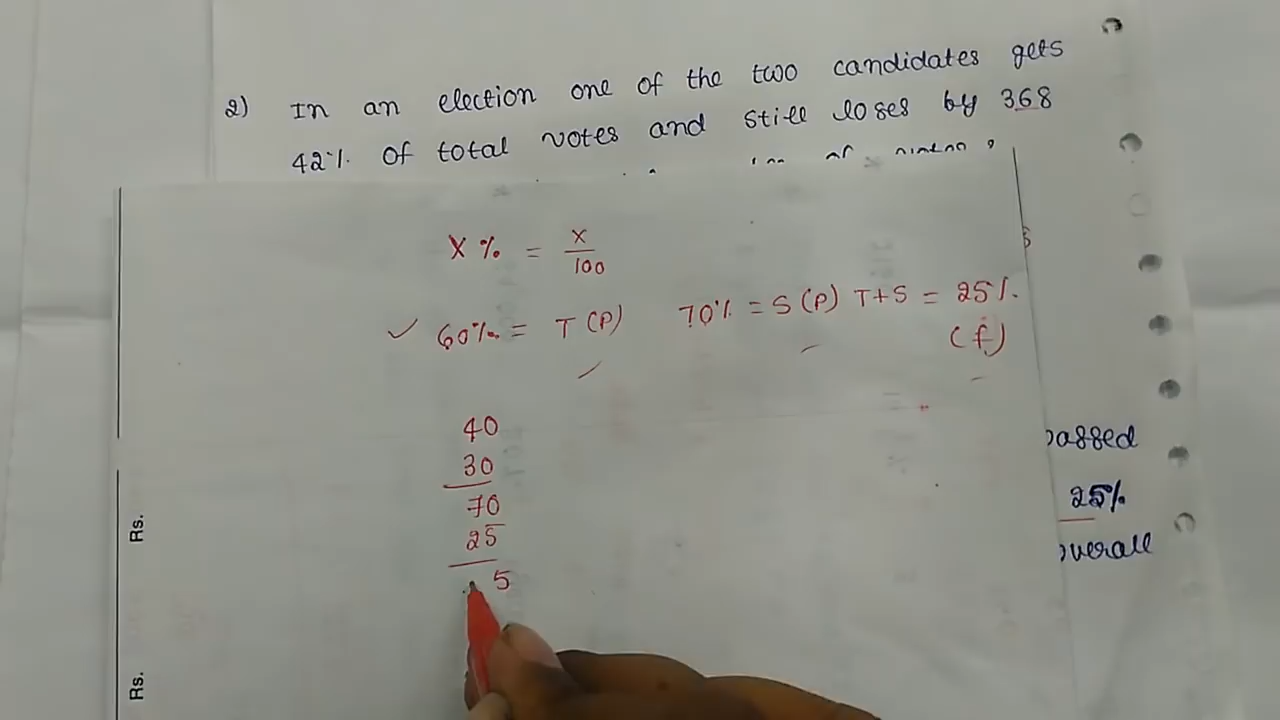 2) In an election one of the two candidates gets
42% of total votes and still loses by 368
X % = X/100
60% = T (P) 70% = S (P) T+S = 25%
(f)
40
30
70
25
5
passed
25%
overall
Rs.
Rs.